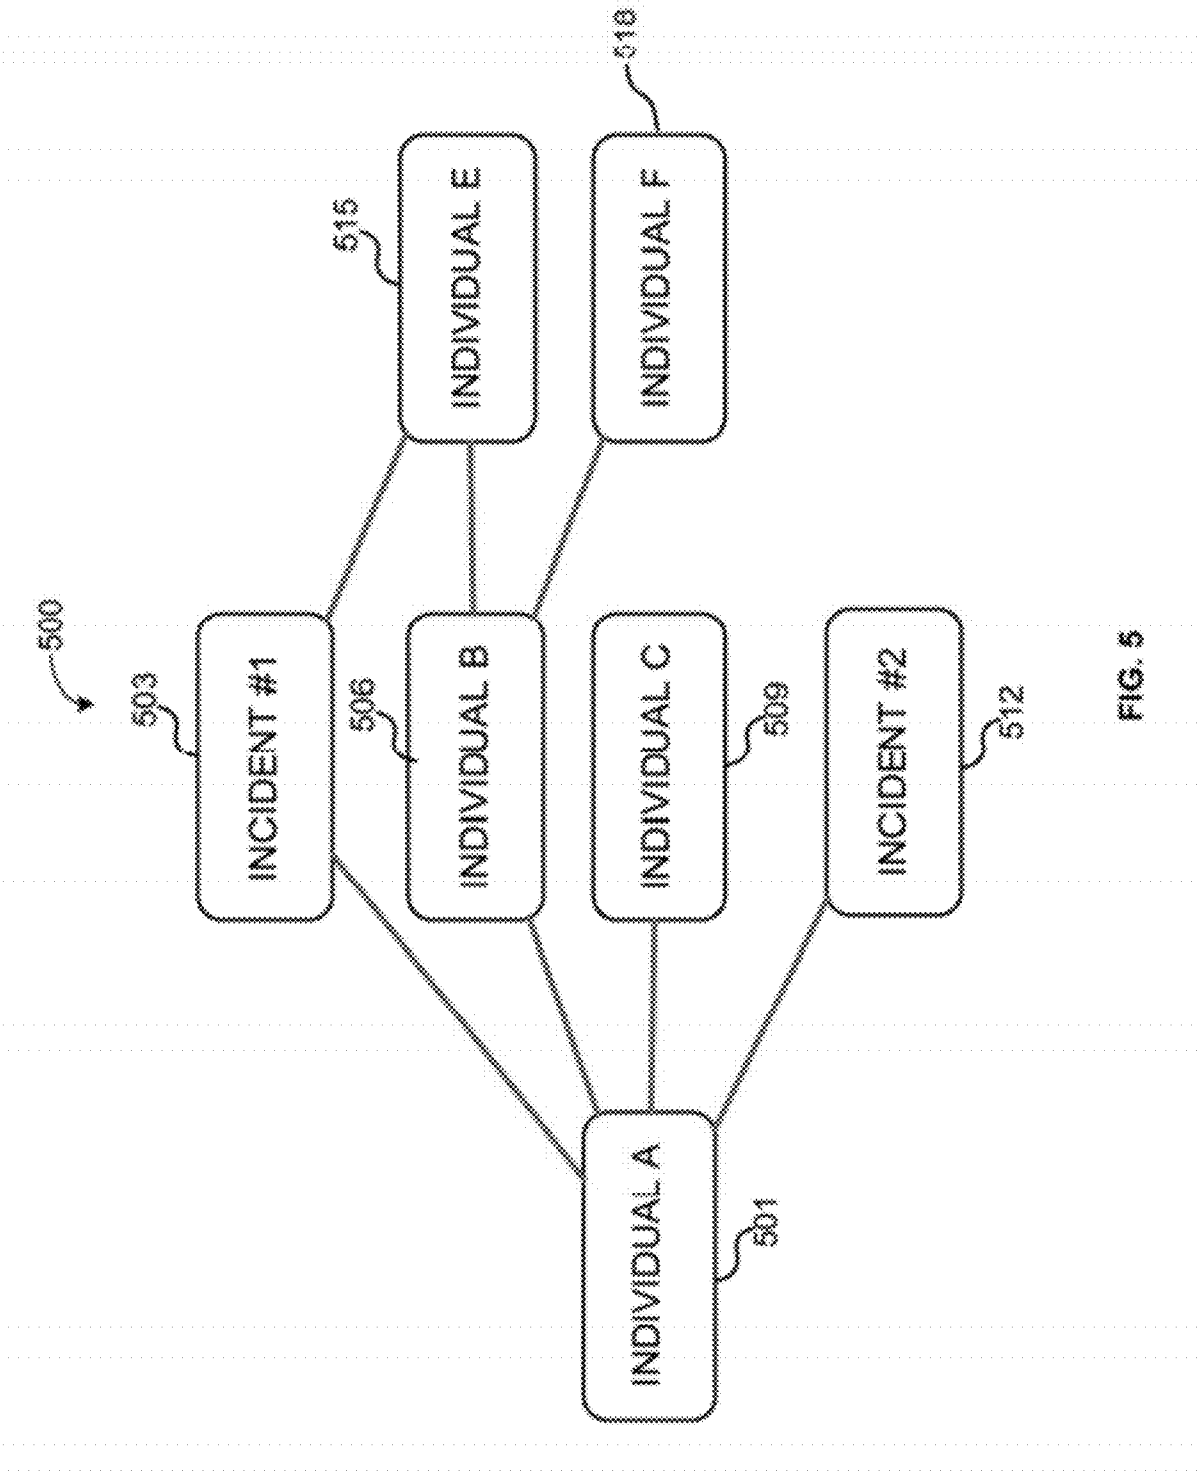 500
503
INCIDENT #1
515
INDIVIDUAL E
506
INDIVIDUAL B
518
INDIVIDUAL F
INDIVIDUAL C
509
INDIVIDUAL A
501
INCIDENT #2
512
FIG. 5